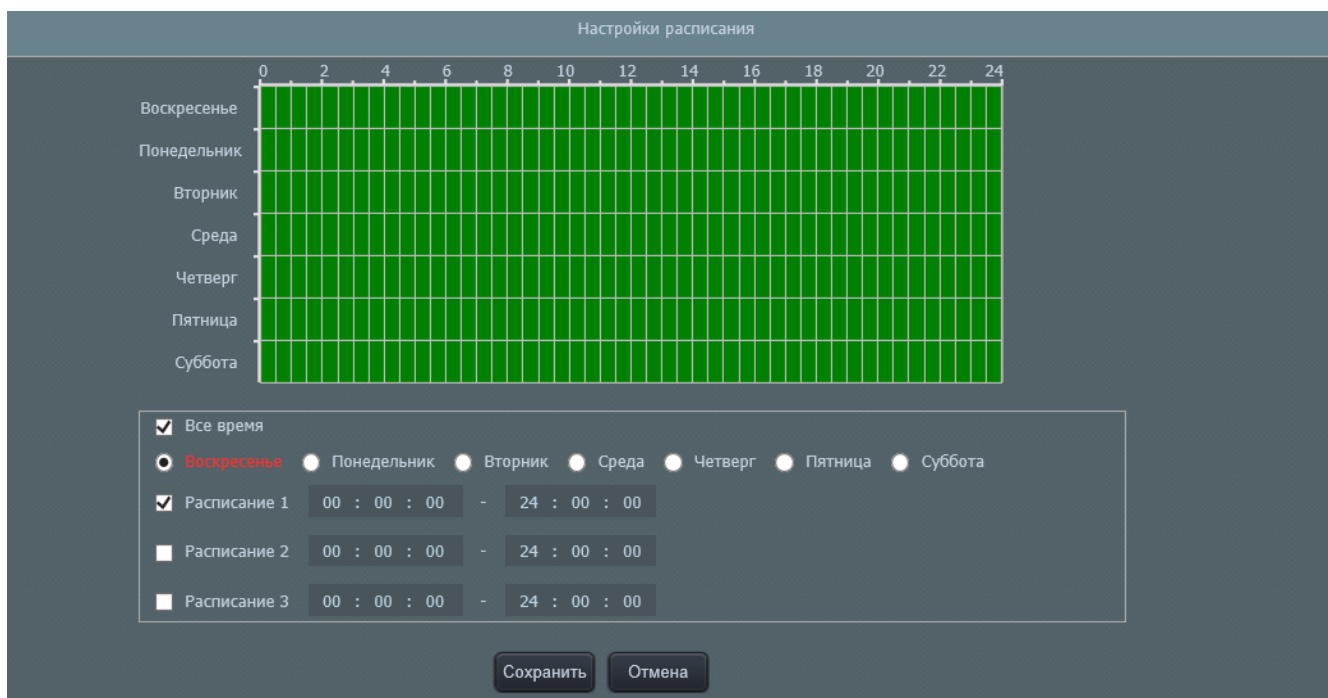 Настройки расписания
0 2 4 6 8 10 12 14 16 18 20 22 24
Воскресенье
Понедельник
Вторник
Среда
Четверг
Пятница
Суббота
Все время
Воскресенье Понедельник Вторник Среда Четверг Пятница Суббота
Расписание 1 00 : 00 : 00 - 24 : 00 : 00
Расписание 2 00 : 00 : 00 - 24 : 00 : 00
Расписание 3 00 : 00 : 00 - 24 : 00 : 00
Сохранить Отмена